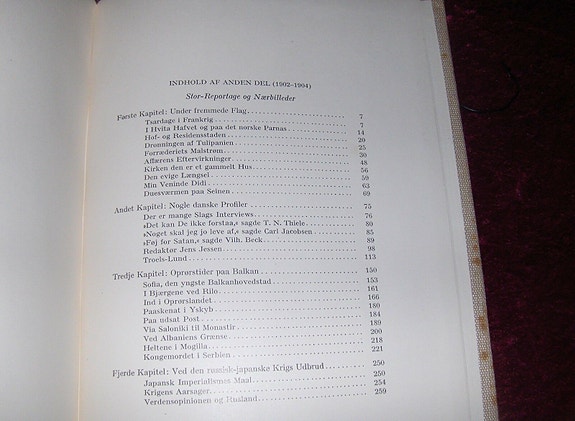 INDHOLD AF ANDEN DEL (1902–1904)
Stor-Reportage og Nærbilleder
Første Kapitel: Under fremmede Flag 7
Tsardage i Frankrig 7
I Hvita Hafvet og paa det norske Parnas 14
Hof- og Residensstaden 20
Dronningen af Tulipanien 25
Forræderiets Malstrøm 30
Affærens Eftervirkninger 48
Kirken den er et gammelt Hus 56
Den evige Længsel 59
Min Veninde Didi 63
Duesværmen paa Seinen 69
Andet Kapitel: Nogle danske Profiler 75
Der er mange Slags Interviews 76
»Det kan De ikke forstaa,« sagde T. N. Thiele 80
»Noget skal jeg jo leve af,« sagde Carl Jacobsen 85
»Føj for Satan,« sagde Vilh. Beck 89
Redaktør Jens Jessen 98
Troels-Lund 113
Tredje Kapitel: Oprørstider paa Balkan 150
Sofia, den yngste Balkanhovedstad 153
I Bjærgene ved Rilo 161
Ind i Oprørslandet 166
Paaskenat i Yskyb 180
Paa udsat Post 184
Via Saloniki til Monastir 189
Ved Albaniens Grænse 200
Heltene i Mogilla 218
Kongemordet i Serbien 221
Fjerde Kapitel: Ved den russisk-japanske Krigs Udbrud 250
Japansk Imperialismes Maal 250
Krigens Aarsager 254
Verdensopinionen og Rusland 259